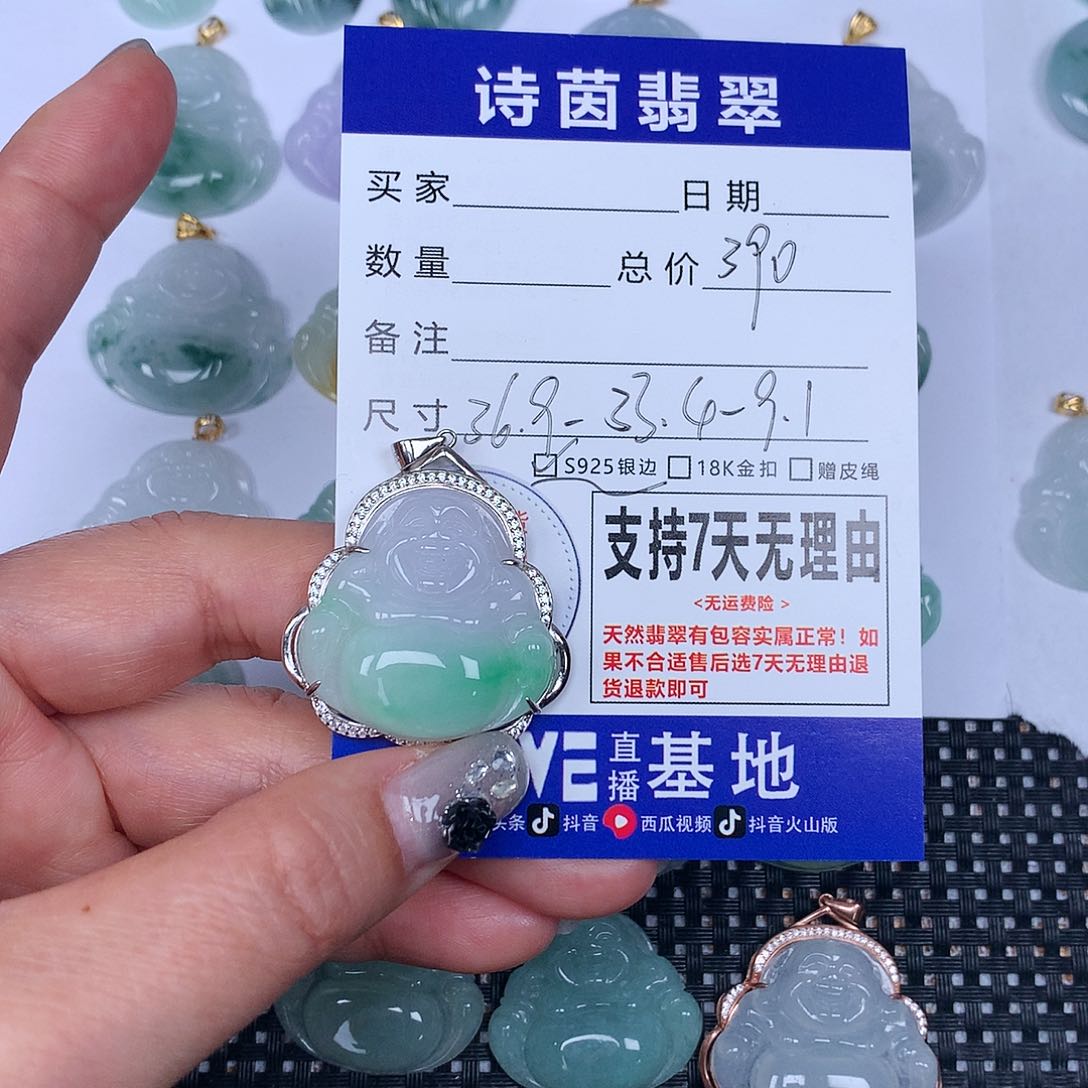 诗茵翡翠
买家 日期
数量 总价 390
备注
尺寸 36.9-33.4-9.1
S925银边 18K金扣 赠皮绳
支持7天无理由
<无运费险>
天然翡翠有包容实属正常！如
果不合适售后选7天无理由退
货退款即可
VE直播基地
头条 抖音 西瓜视频 抖音火山版